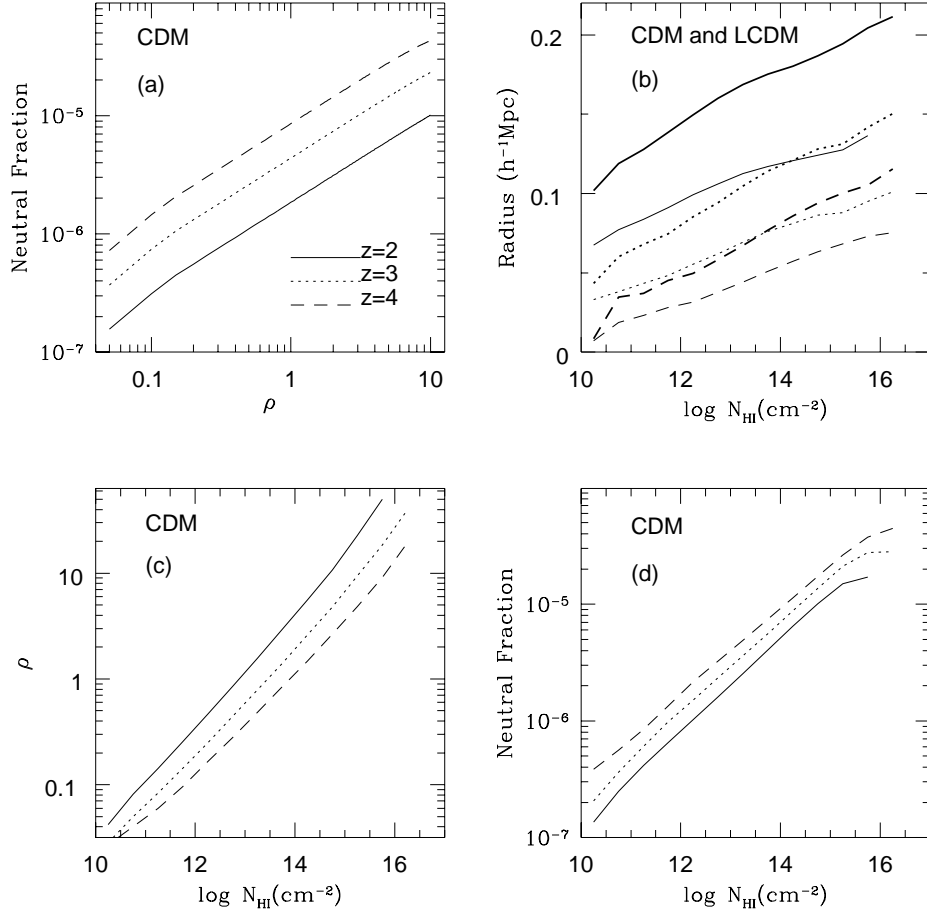 CDM
(a)
Neutral Fraction
10⁻⁵
10⁻⁶
10⁻⁷
z=2
z=3
z=4
0.1
1
10
ρ
CDM and LCDM
(b)
Radius (h⁻¹Mpc)
0.2
0.1
0
10
12
14
16
log N_HI(cm⁻²)
CDM
(c)
ρ
10
1
0.1
10
12
14
16
log N_HI(cm⁻²)
CDM
(d)
Neutral Fraction
10⁻⁵
10⁻⁶
10⁻⁷
10
12
14
16
log N_HI(cm⁻²)